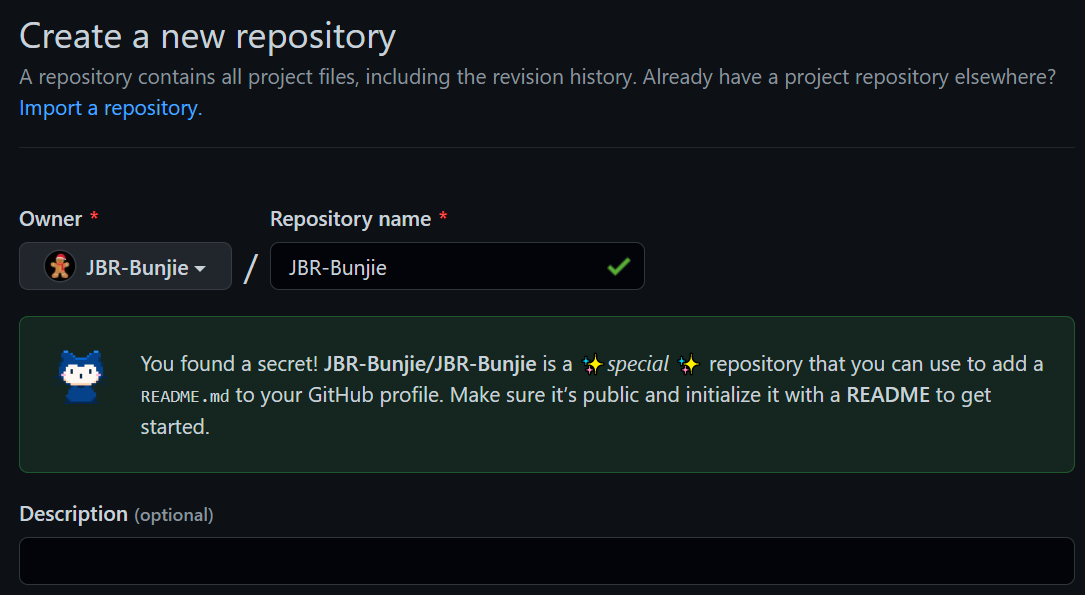 Create a new repository
A repository contains all project files, including the revision history. Already have a project repository elsewhere?
Import a repository.
Owner * Repository name *
JBR-Bunjie / JBR-Bunjie
You found a secret! JBR-Bunjie/JBR-Bunjie is a ✨ special ✨ repository that you can use to add a
README.md to your GitHub profile. Make sure it’s public and initialize it with a README to get
started.
Description (optional)